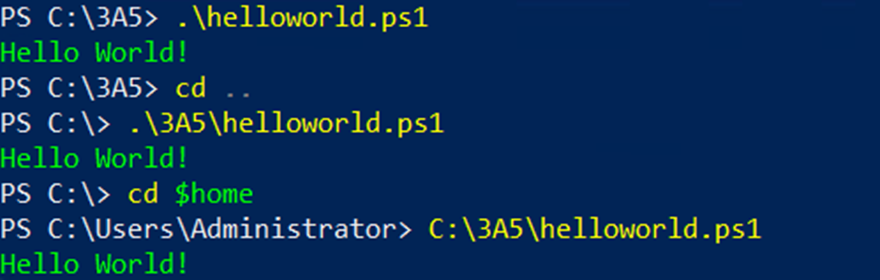 PS C:\3A5> .\helloworld.ps1
Hello World!
PS C:\3A5> cd ..
PS C:\> .\3A5\helloworld.ps1
Hello World!
PS C:\> cd $home
PS C:\Users\Administrator> C:\3A5\helloworld.ps1
Hello World!